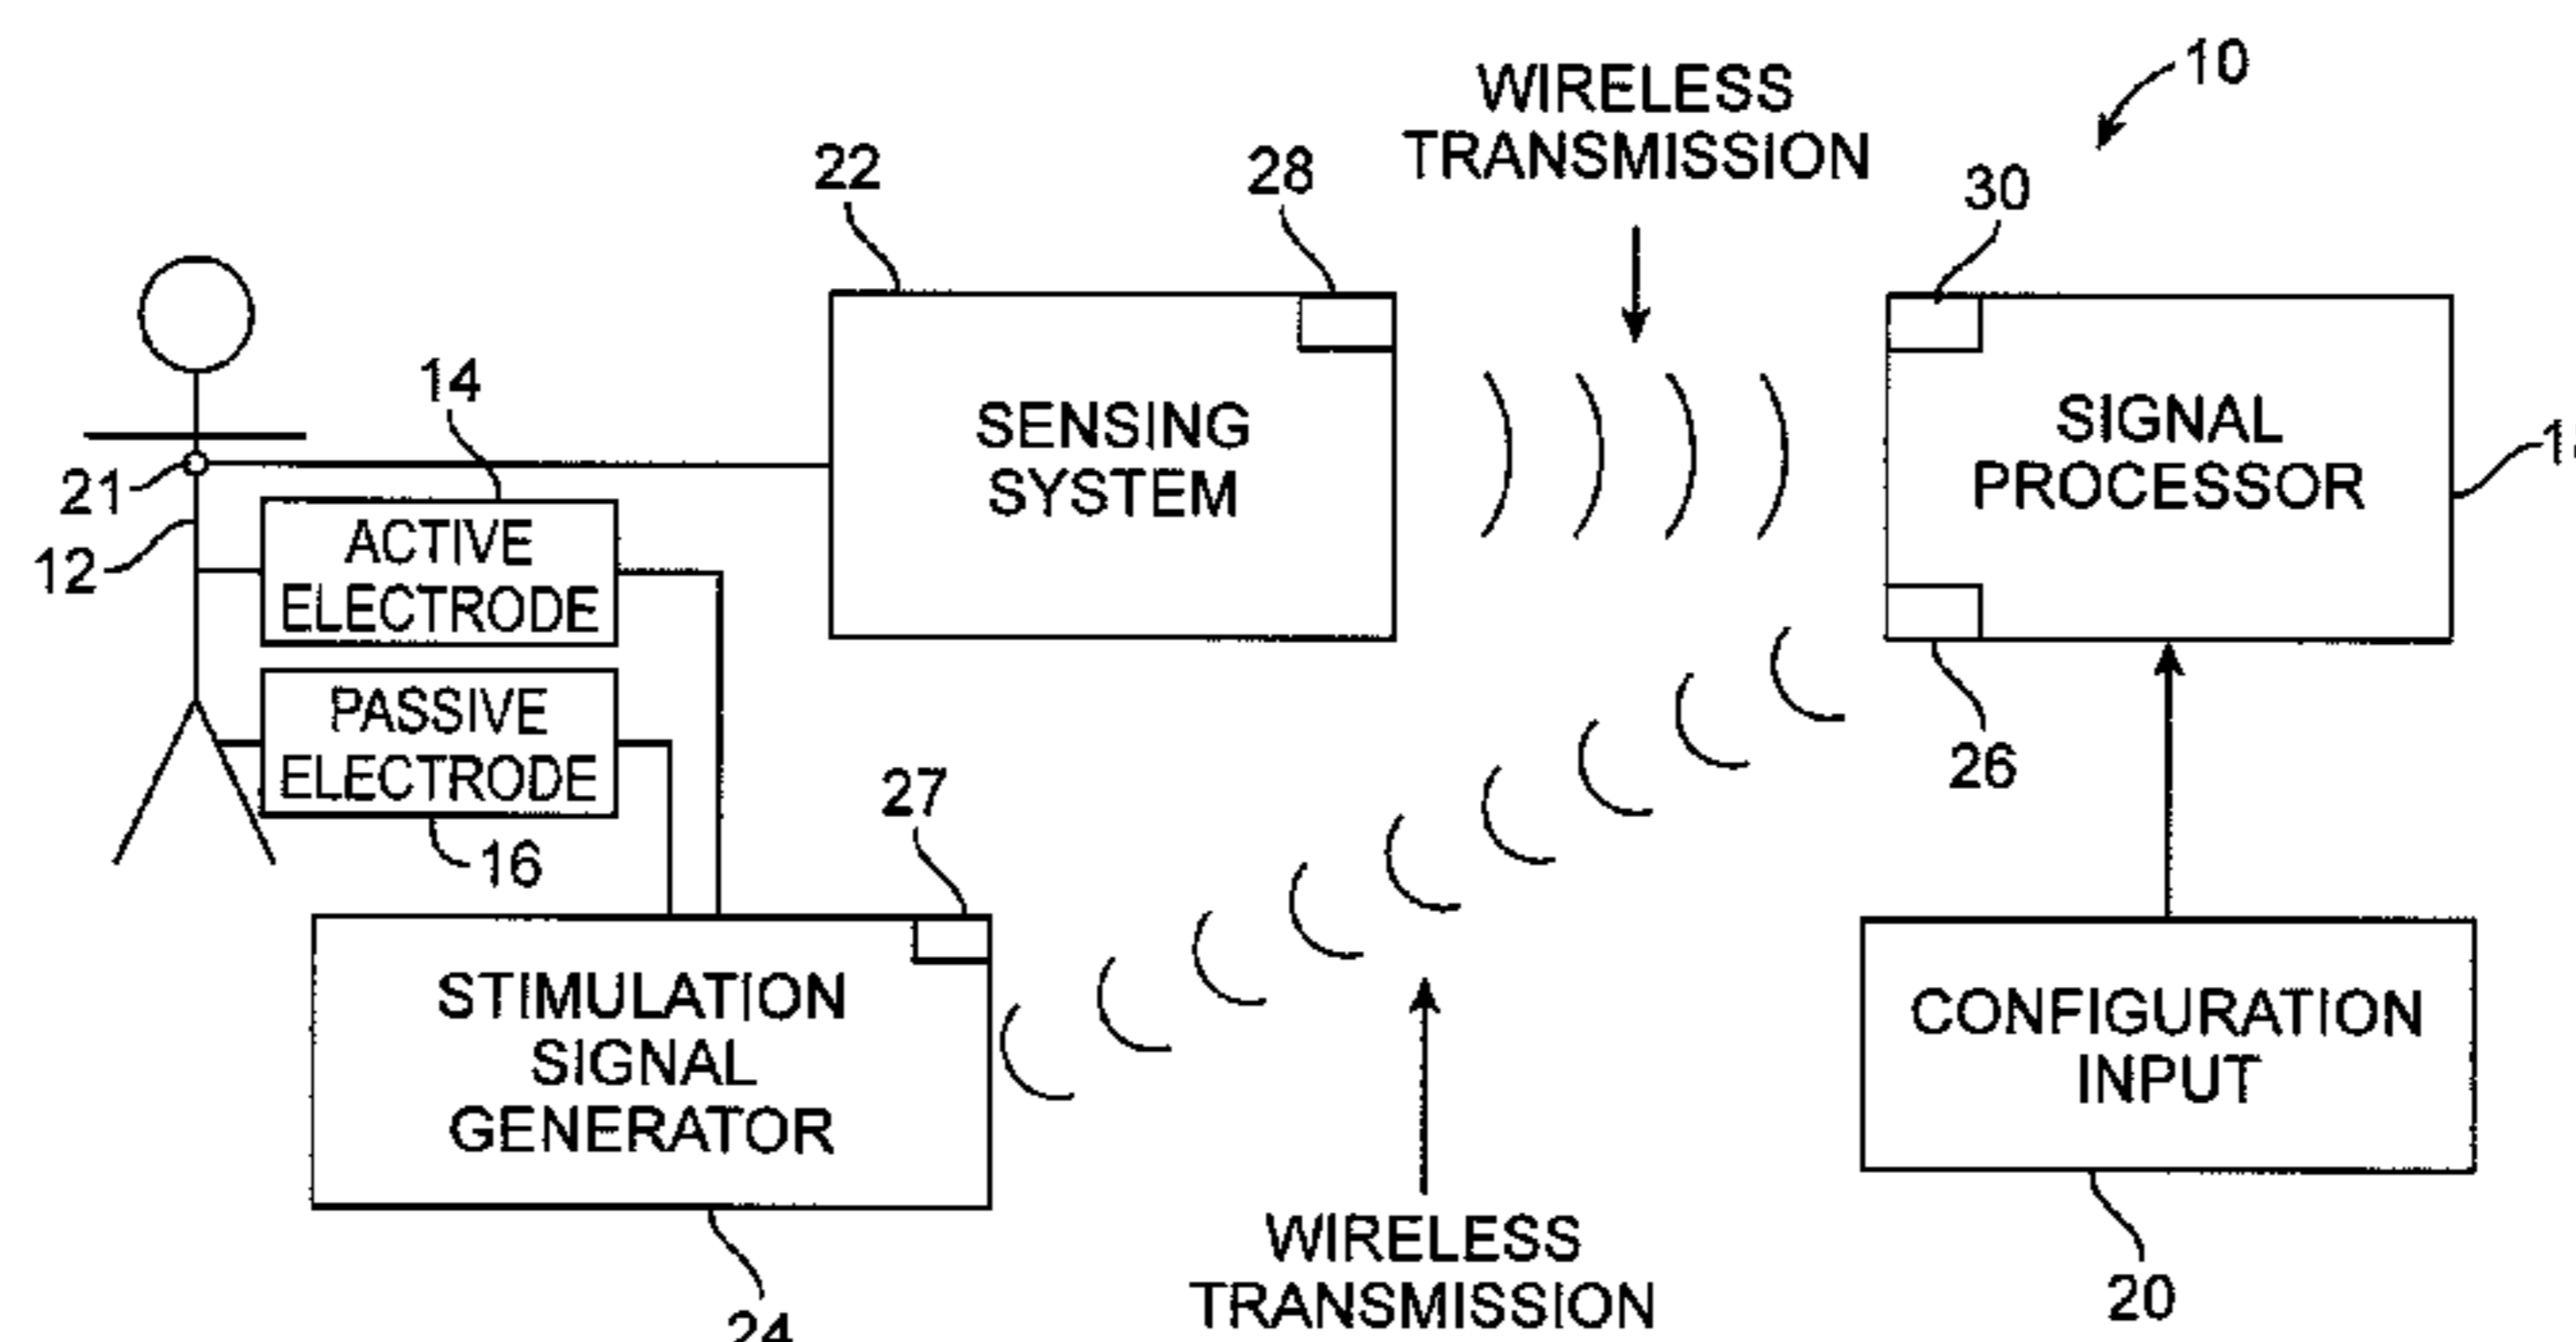 10
WIRELESS
TRANSMISSION
22
28
30
14
SENSING
SYSTEM
SIGNAL
PROCESSOR
21
12
ACTIVE
ELECTRODE
PASSIVE
ELECTRODE
16
27
26
STIMULATION
SIGNAL
GENERATOR
CONFIGURATION
INPUT
WIRELESS
TRANSMISSION
24
20